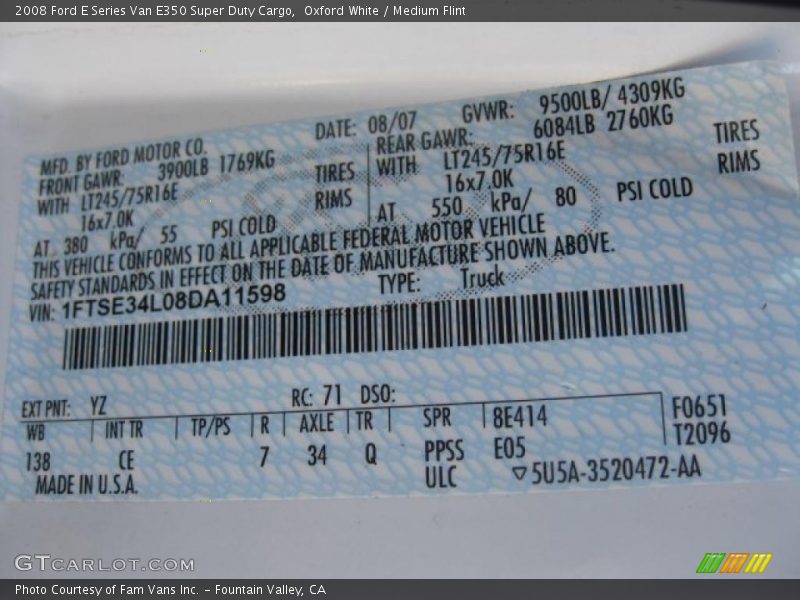 2008 Ford E Series Van E350 Super Duty Cargo,  Oxford White / Medium Flint
MFD. BY FORD MOTOR CO. DATE: 08/07 GVWR: 9500LB/ 4309KG
FRONT GAWR: 3900LB 1769KG REAR GAWR: 6084LB 2760KG
WITH LT245/75R16E TIRES WITH LT245/75R16E TIRES
16x7.0K RIMS 16x7.0K RIMS
AT 380 kPa/ 55 PSI COLD AT 550 kPa/ 80 PSI COLD
THIS VEHICLE CONFORMS TO ALL APPLICABLE FEDERAL MOTOR VEHICLE
SAFETY STANDARDS IN EFFECT ON THE DATE OF MANUFACTURE SHOWN ABOVE.
VIN: 1FTSE34L08DA11598 TYPE: Truck
EXT PNT: YZ RC: 71 DSO:
WB INT TR TP/PS R AXLE TR SPR 8E414 F0651
138 CE 7 34 Q PPSS E05 T2096
MADE IN U.S.A. ULC ▽5U5A-3520472-AA
GTCarLot.com
Photo Courtesy of Fam Vans Inc. – Fountain Valley, CA